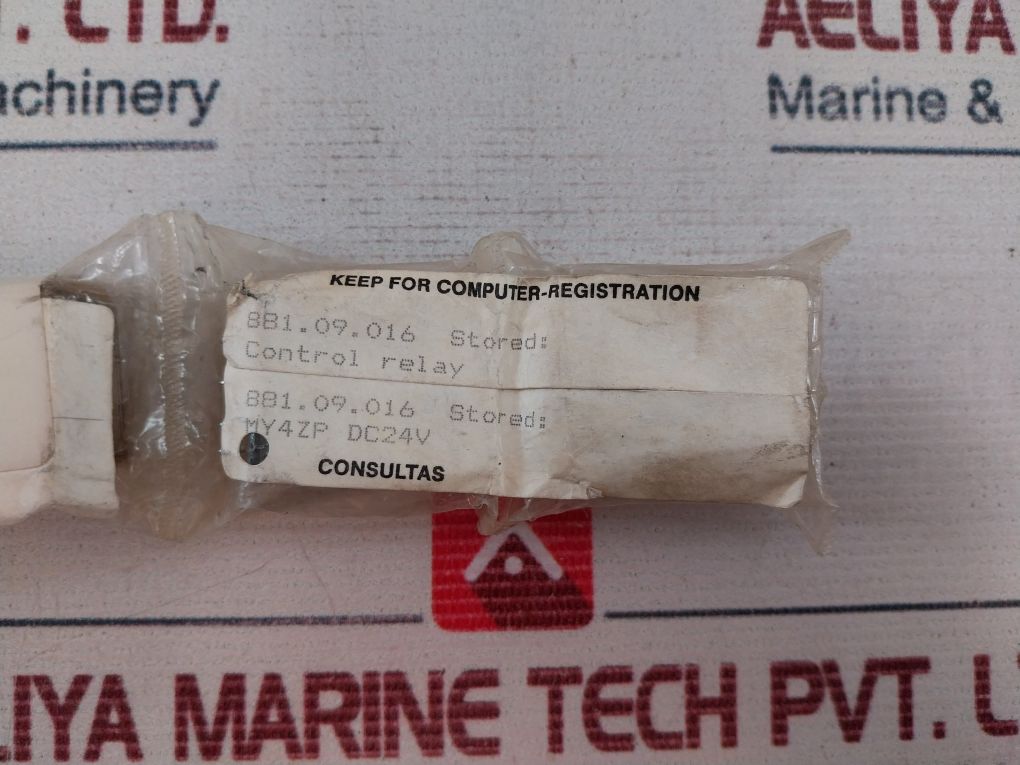 . LTD.
achinery
AELIYA
Marine &
KEEP FOR COMPUTER-REGISTRATION
881.09.016 Stored:
Control relay
881.09.016 Stored:
MY4ZP DC24V
CONSULTAS
LIYA MARINE TECH PVT. L